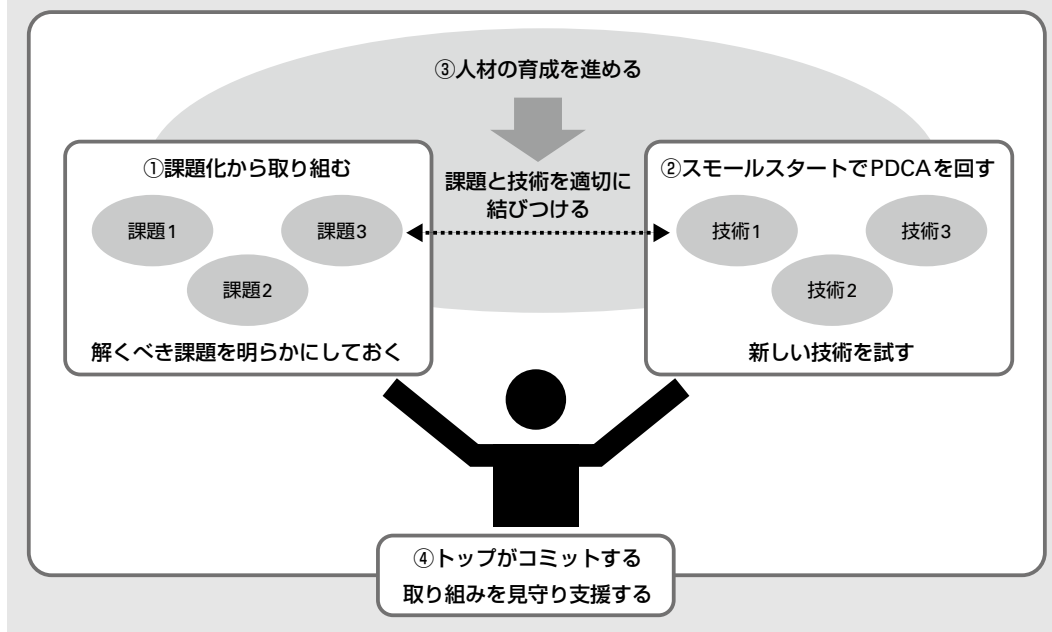 ③人材の育成を進める
課題と技術を適切に
結びつける
①課題化から取り組む
課題1
課題3
課題2
解くべき課題を明らかにしておく
②スモールスタートでPDCAを回す
技術1
技術3
技術2
新しい技術を試す
④トップがコミットする
取り組みを見守り支援する